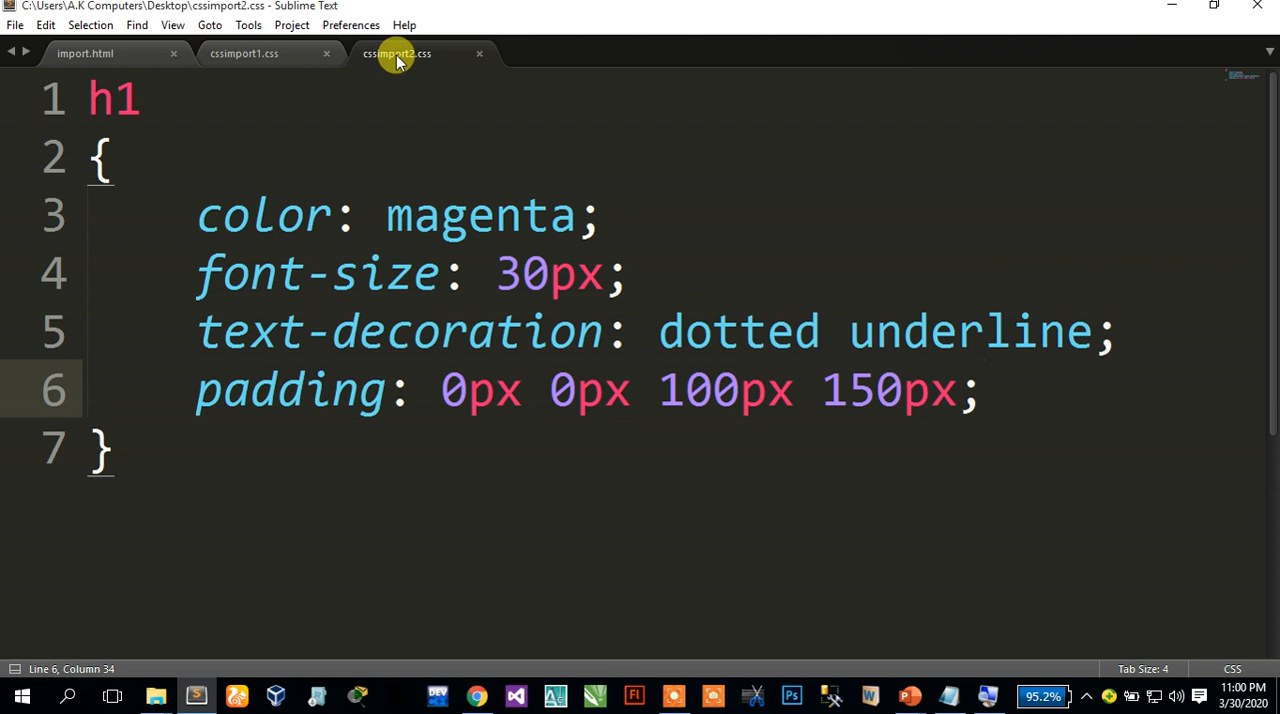 C:\Users\A.K Computers\Desktop\cssimport2.css - Sublime Text
File Edit Selection Find View Goto Tools Project Preferences Help
import.html cssimport1.css cssimport2.css
1 h1
2 {
3 color: magenta;
4 font-size: 30px;
5 text-decoration: dotted underline;
6 padding: 0px 0px 100px 150px;
7 }
Line 6, Column 34 Tab Size: 4 CSS
DEV Fl Ps W P 95.2% 11:00 PM
3/30/2020